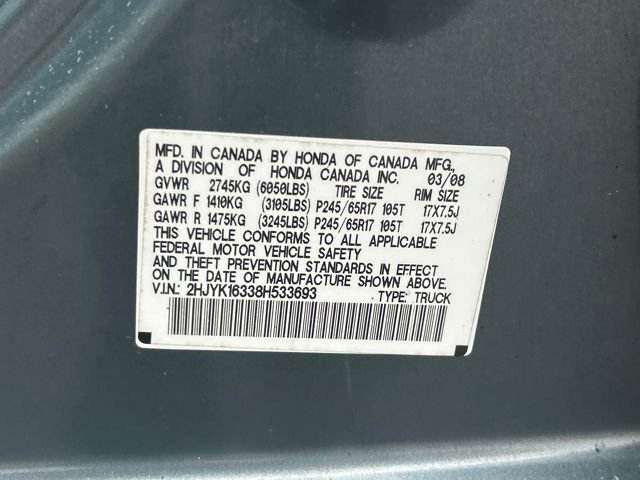 MFD. IN CANADA BY HONDA OF CANADA MFG.,
A DIVISION OF HONDA CANADA INC. 03/08
GVWR 2745KG (6050LBS) TIRE SIZE RIM SIZE
GAWR F 1410KG (3105LBS) P245/65R17 105T 17X7.5J
GAWR R 1475KG (3245LBS) P245/65R17 105T 17X7.5J
THIS VEHICLE CONFORMS TO ALL APPLICABLE
FEDERAL MOTOR VEHICLE SAFETY
AND THEFT PREVENTION STANDARDS IN EFFECT
ON THE DATE OF MANUFACTURE SHOWN ABOVE.
V.I.N.: 2HJYK16338H533693 TYPE: TRUCK